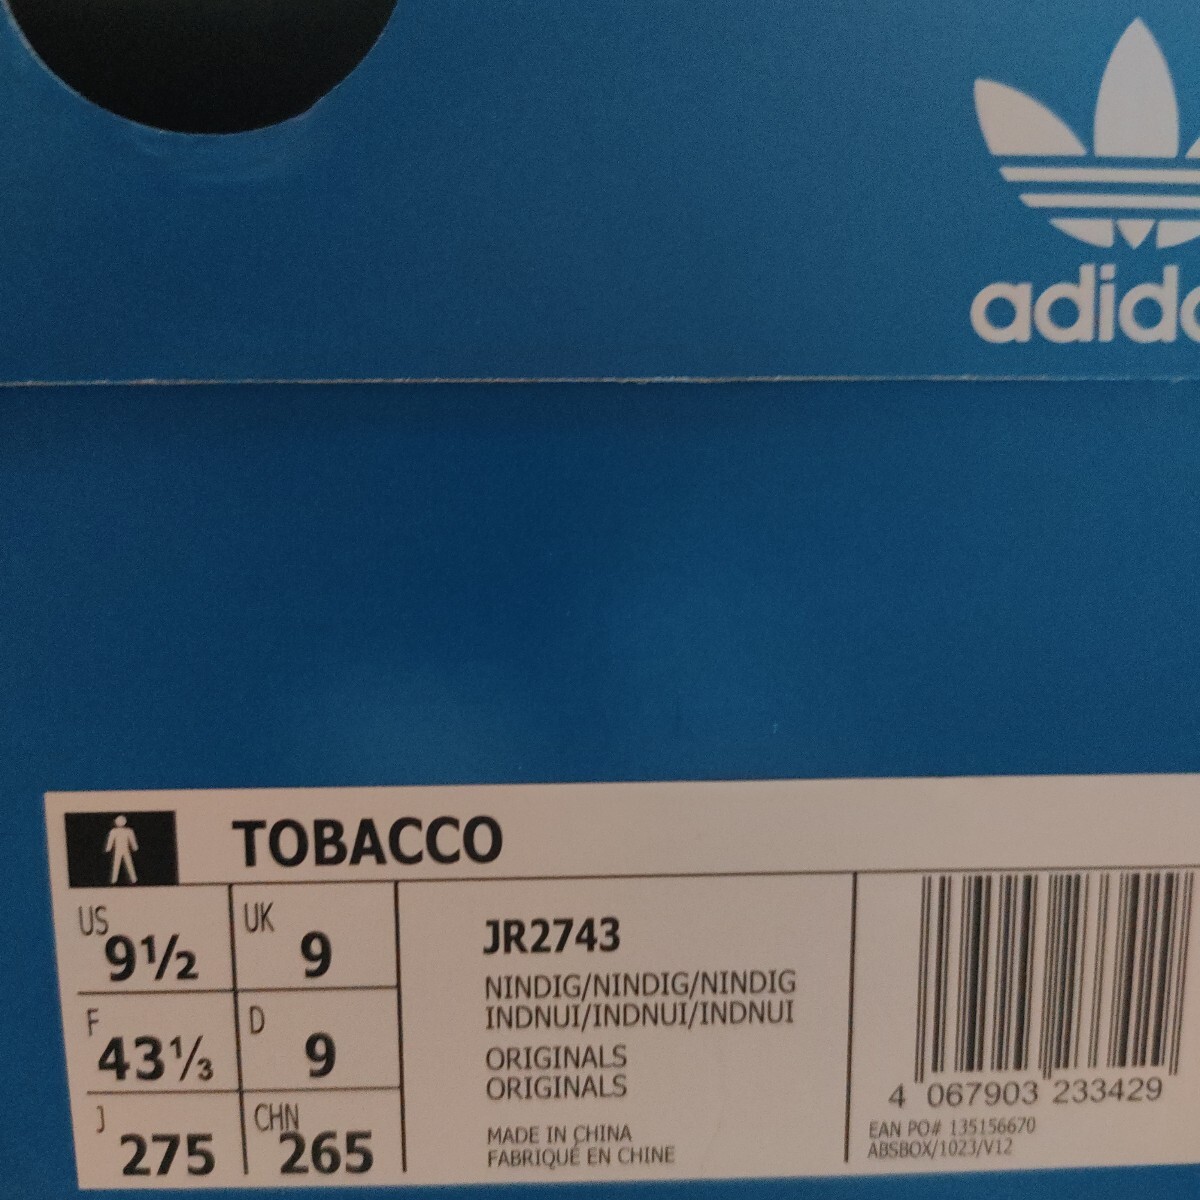 adidas
TOBACCO
US 9½ UK 9
F 43⅓ D 9
J 275 CHN 265
JR2743
NINDIG/NINDIG/NINDIG
INDNUI/INDNUI/INDNUI
ORIGINALS
ORIGINALS
MADE IN CHINA
FABRIQUÉ EN CHINE
4 067903 233429
EAN PO# 135156670
ABSBOX/1023/V12